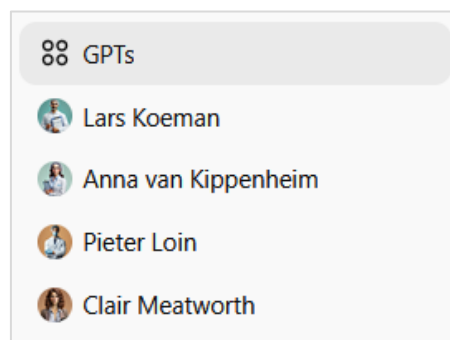 GPTs
Lars Koeman
Anna van Kippenheim
Pieter Loin
Clair Meatworth